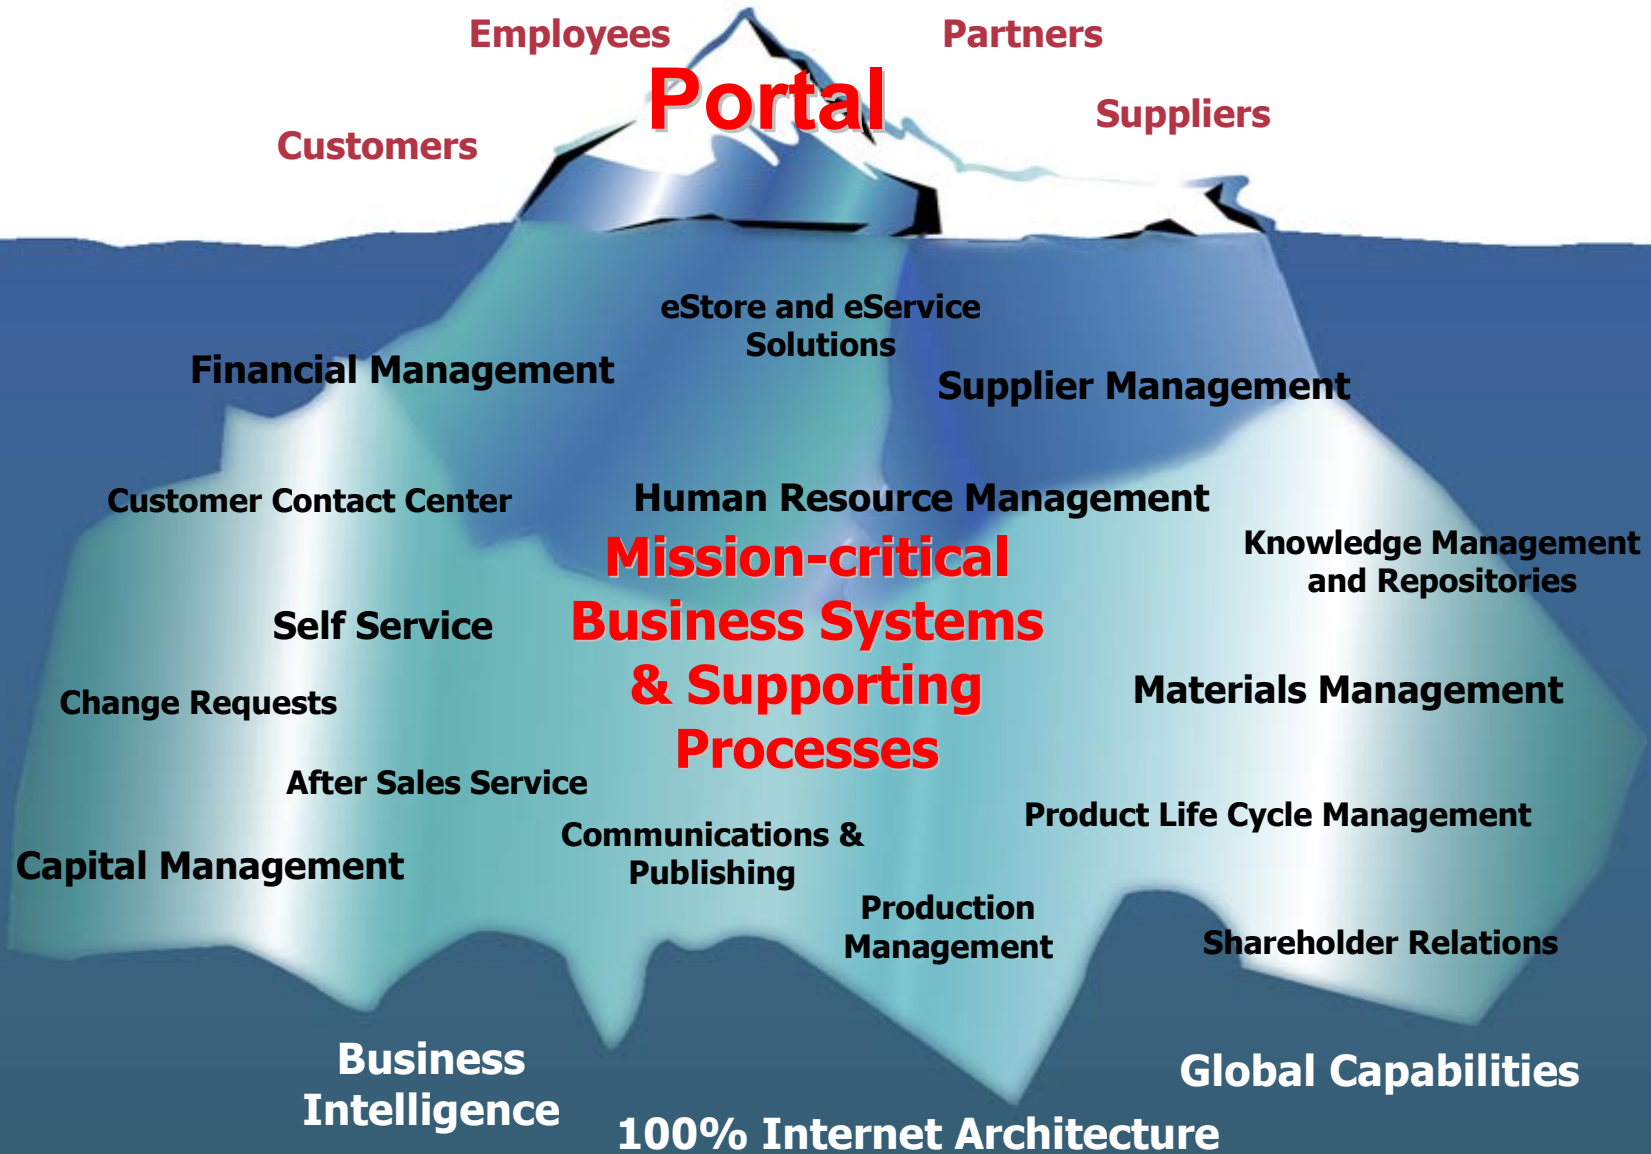 Employees
Partners
Portal
Suppliers
Customers
eStore and eService
Solutions
Financial Management
Supplier Management
Customer Contact Center
Human Resource Management
Mission-critical
Business Systems
& Supporting
Processes
Knowledge Management
and Repositories
Self Service
Change Requests
Materials Management
After Sales Service
Product Life Cycle Management
Communications &
Publishing
Capital Management
Production
Management
Shareholder Relations
Business
Intelligence
Global Capabilities
100% Internet Architecture